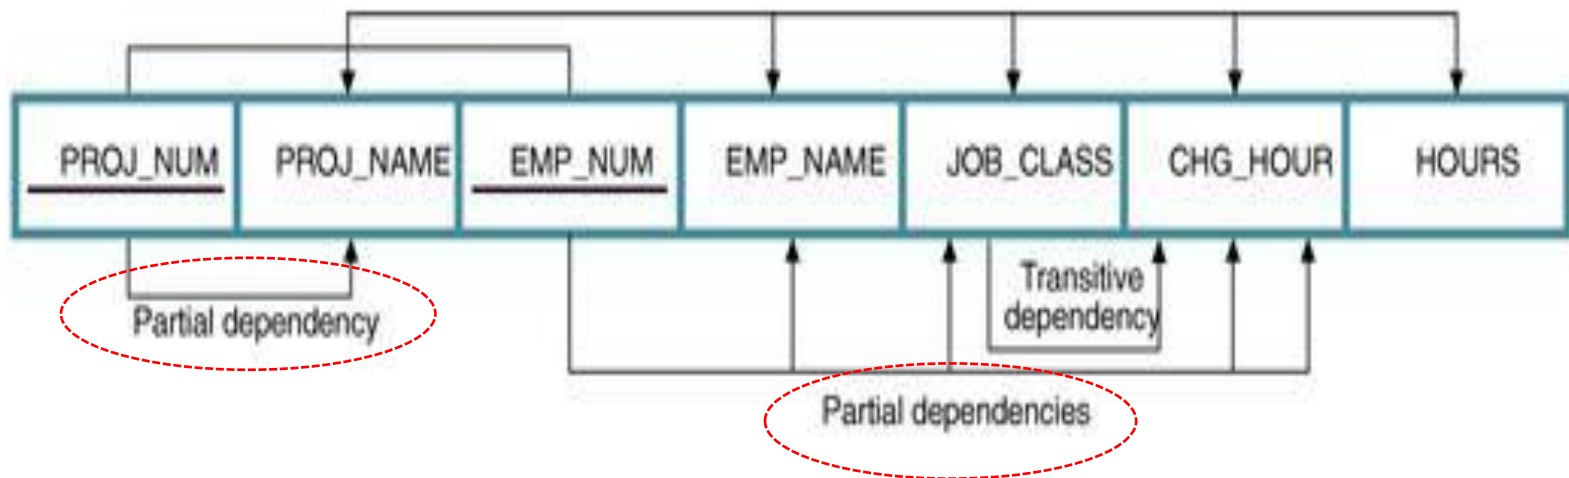 PROJ_NUM PROJ_NAME EMP_NUM EMP_NAME JOB_CLASS CHG_HOUR HOURS
Partial dependency
Transitive
dependency
Partial dependencies